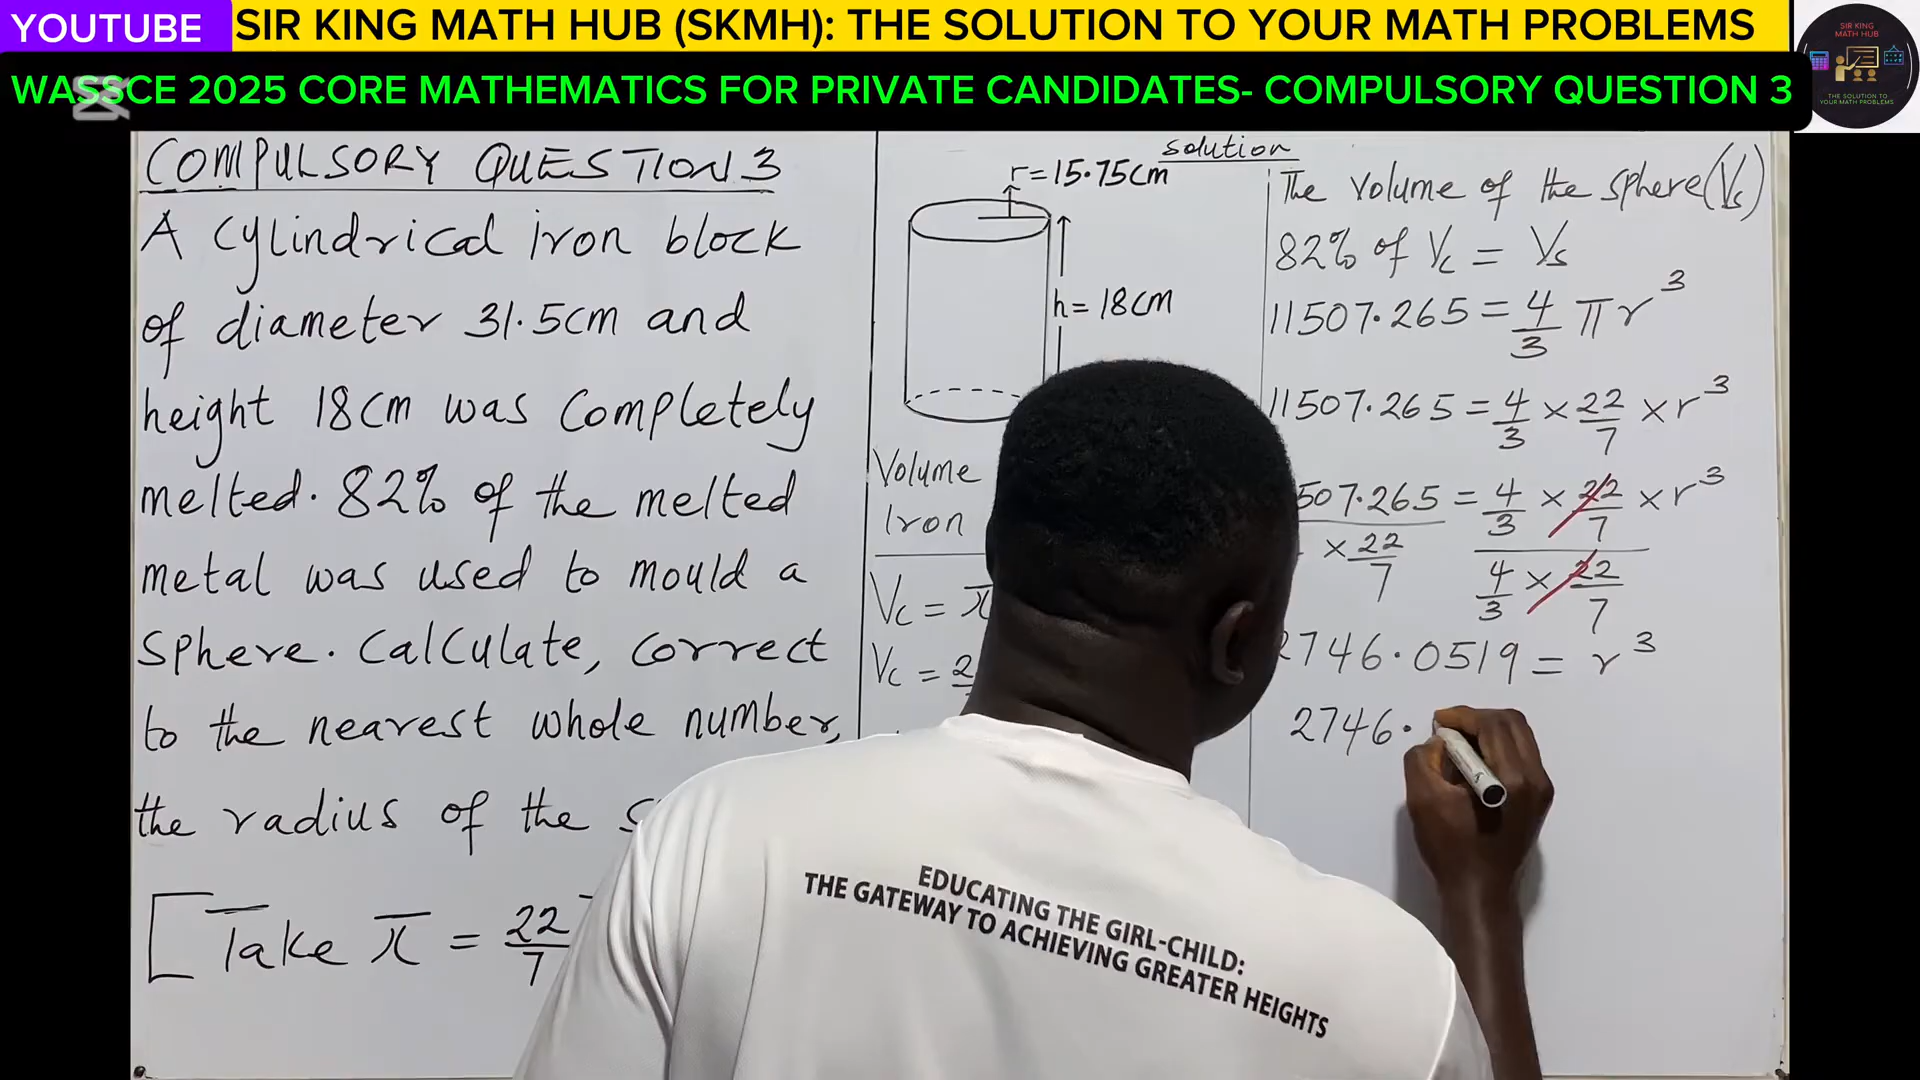 YOUTUBE
SIR KING MATH HUB (SKMH): THE SOLUTION TO YOUR MATH PROBLEMS
SIR KING
MATH HUB
THE SOLUTION TO
YOUR MATH PROBLEMS
WASSCE 2025 CORE MATHEMATICS FOR PRIVATE CANDIDATES- COMPULSORY QUESTION 3
COMPULSORY QUESTION 3
A cylindrical iron block
of diameter 31.5cm and
height 18cm was completely
melted. 82% of the melted
metal was used to mould a
sphere. Calculate, correct
to the nearest whole number,
the radius of the
[Take π = 22/7
solution
r=15.75cm
h=18cm
Volume
Iron
Vc = π
Vc =
The volume of the sphere (Vs)
82% of Vc = Vs
11507.265 = 4/3 πr³
11507.265 = 4/3 × 22/7 × r³
507.265 = 4/3 × 22/7 × r³
× 22/7
4/3 × 22/7
2746.0519 = r³
2746.
EDUCATING THE GIRL-CHILD:
THE GATEWAY TO ACHIEVING GREATER HEIGHTS